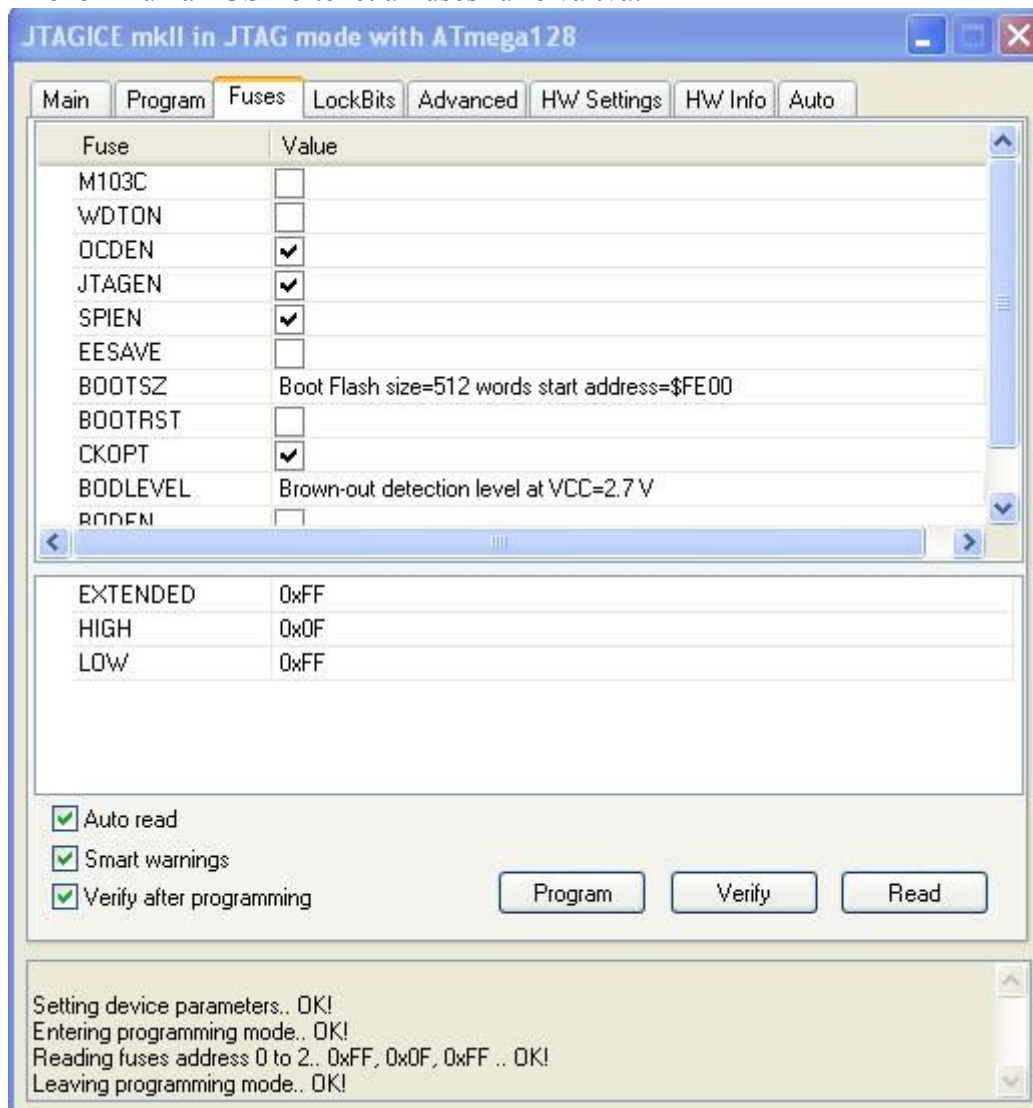 JTAGICE mkII in JTAG mode with ATmega128
Main Program Fuses LockBits Advanced HW Settings HW Info Auto
Fuse Value
M103C
WDTON
OCDEN
JTAGEN
SPIEN
EESAVE
BOOTSZ Boot Flash size=512 words start address=$FE00
BOOTRST
CKOPT
BODLEVEL Brown-out detection level at VCC=2.7 V
BODEN
EXTENDED 0xFF
HIGH 0x0F
LOW 0xFF
Auto read
Smart warnings
Verify after programming
Program Verify Read
Setting device parameters.. OK!
Entering programming mode.. OK!
Reading fuses address 0 to 2.. 0xFF, 0x0F, 0xFF .. OK!
Leaving programming mode.. OK!